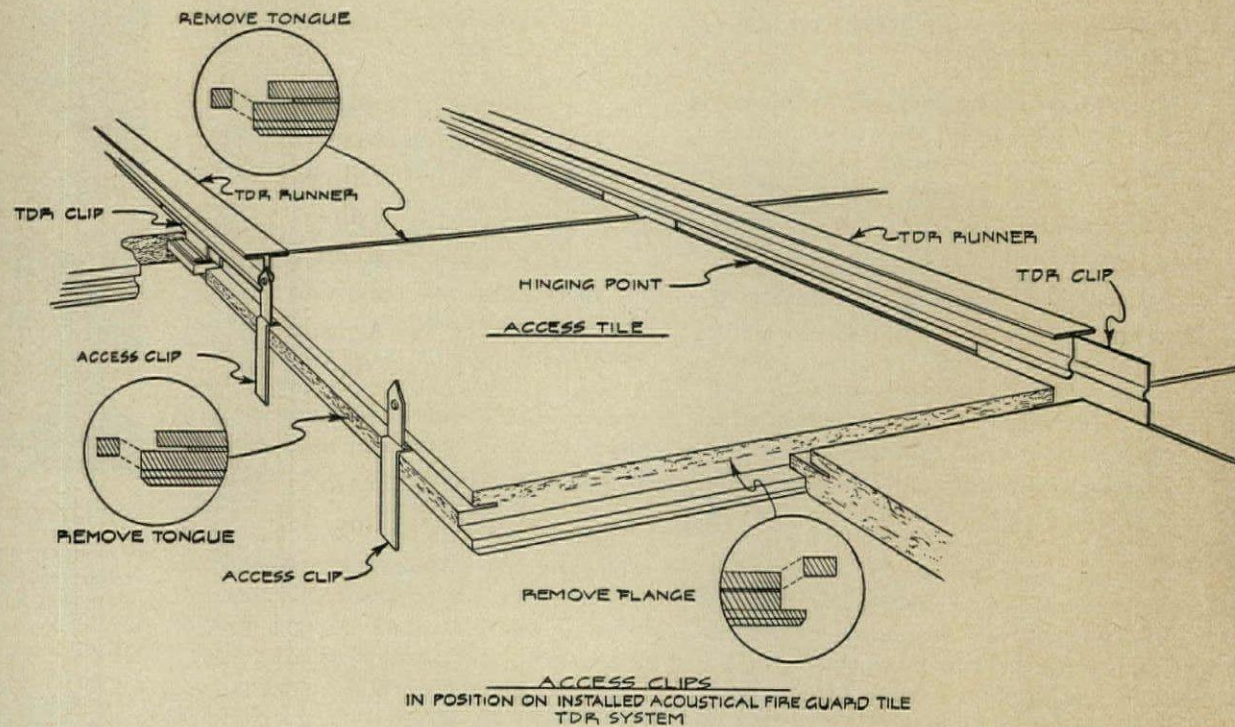 REMOVE TONGUE
TDR RUNNER
TDR CLIP
TDR RUNNER
TDR CLIP
HINGING POINT
ACCESS TILE
ACCESS CLIP
REMOVE TONGUE
ACCESS CLIP
REMOVE FLANGE
ACCESS CLIPS
IN POSITION ON INSTALLED ACOUSTICAL FIRE GUARD TILE
TDR SYSTEM